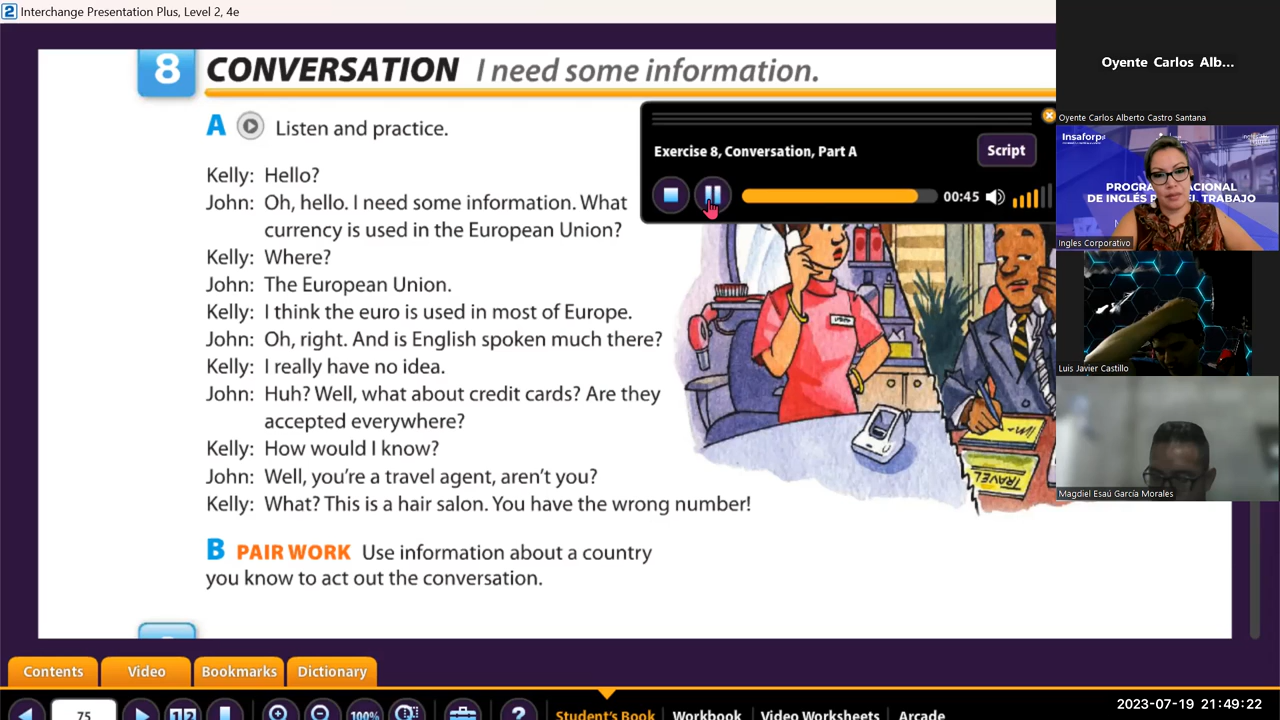 Interchange Presentation Plus, Level 2, 4e
8 CONVERSATION I need some information.
A Listen and practice.
Kelly: Hello?
John: Oh, hello. I need some information. What
currency is used in the European Union?
Kelly: Where?
John: The European Union.
Kelly: I think the euro is used in most of Europe.
John: Oh, right. And is English spoken much there?
Kelly: I really have no idea.
John: Huh? Well, what about credit cards? Are they
accepted everywhere?
Kelly: How would I know?
John: Well, you're a travel agent, aren't you?
Kelly: What? This is a hair salon. You have the wrong number!
B PAIR WORK Use information about a country
you know to act out the conversation.
Exercise 8, Conversation, Part A
Script
00:45
TRAVEL
Oyente Carlos Alb...
Oyente Carlos Alberto Castro Santana
Insaforp
Ingles Corporativo
Luis Javier Castillo
Magdiel Esaú García Morales
Contents
Video
Bookmarks
Dictionary
75
100%
Student's Book
Workbook
Video Worksheets
Arcade
2023-07-19 21:49:22